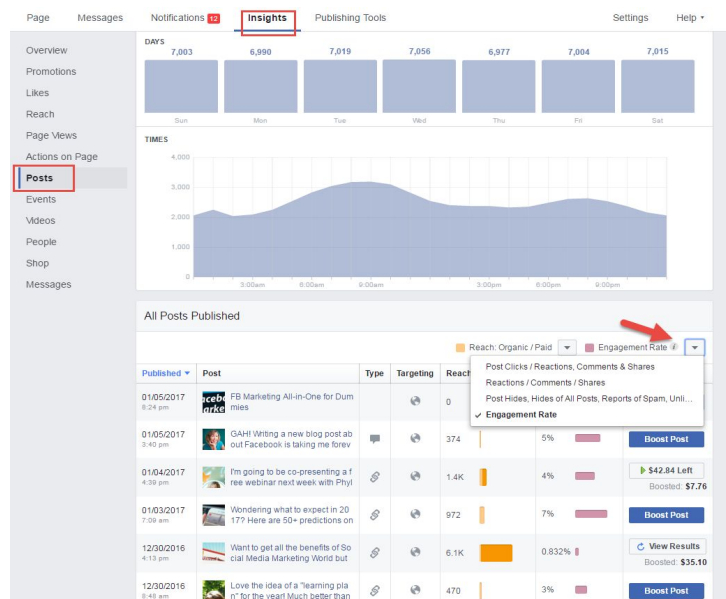 Page Messages Notifications 12 Insights Publishing Tools Settings Help
Overview
Promotions
Likes
Reach
Page Views
Actions on Page
Posts
Events
Videos
People
Shop
Messages
DAYS
7,003 6,990 7,019 7,056 6,977 7,004 7,015
Sun Mon Tue Wed Thu Fri Sat
TIMES
4,000
3,000
2,000
1,000
0
3:00am 6:00am 9:00am 3:00pm 6:00pm 9:00pm
All Posts Published
Reach: Organic / Paid Engagement Rate i
Post Clicks / Reactions, Comments & Shares
Reactions / Comments / Shares
Post Hides, Hides of All Posts, Reports of Spam, Unli...
Engagement Rate
Published Post Type Targeting Reach
01/05/2017
8:24 pm
FB Marketing All-in-One for Dum
mies
0
01/05/2017
3:40 pm
GAH! Writing a new blog post ab
out Facebook is taking me forev
374 5% Boost Post
01/04/2017
4:39 pm
I'm going to be co-presenting a f
ree webinar next week with Phyl
1.4K 4% $42.84 Left
Boosted: $7.76
01/03/2017
7:09 am
Wondering what to expect in 20
17? Here are 50+ predictions on
972 7% Boost Post
12/30/2016
4:13 pm
Want to get all the benefits of So
cial Media Marketing World but
6.1K 0.832% View Results
Boosted: $35.10
12/30/2016
8:48 am
Love the idea of a "learning pla
n" for the year! Much better than
470 3% Boost Post